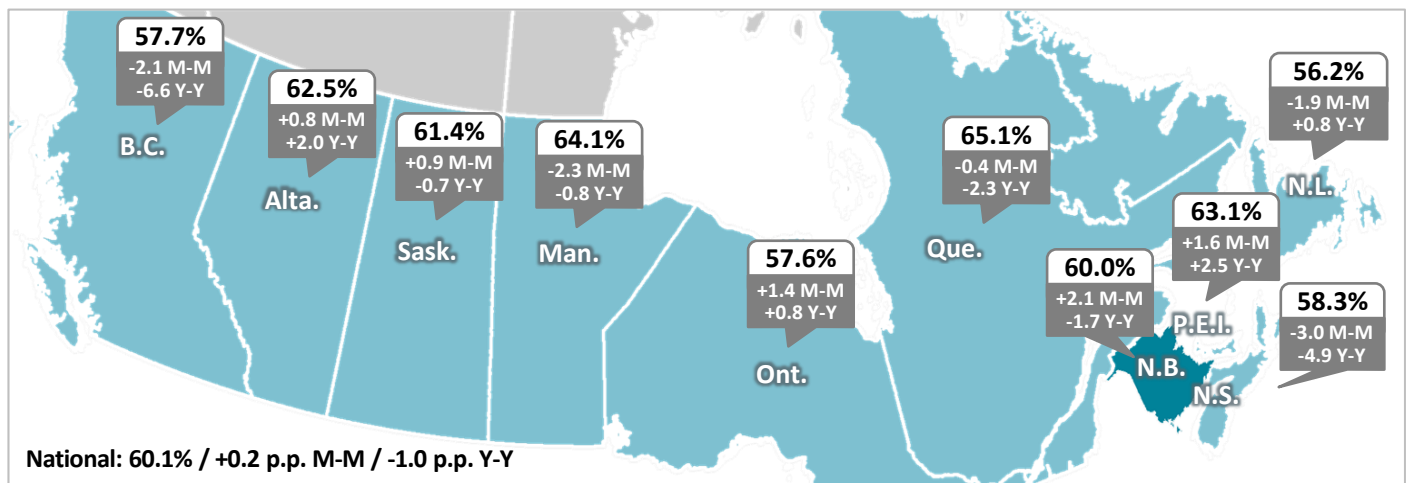 57.7%
-2.1 M-M
-6.6 Y-Y
B.C.
62.5%
+0.8 M-M
+2.0 Y-Y
Alta.
61.4%
+0.9 M-M
-0.7 Y-Y
Sask.
64.1%
-2.3 M-M
-0.8 Y-Y
Man.
57.6%
+1.4 M-M
+0.8 Y-Y
Ont.
65.1%
-0.4 M-M
-2.3 Y-Y
Que.
60.0%
+2.1 M-M
-1.7 Y-Y
N.B.
63.1%
+1.6 M-M
+2.5 Y-Y
P.E.I.
58.3%
-3.0 M-M
-4.9 Y-Y
N.S.
56.2%
-1.9 M-M
+0.8 Y-Y
N.L.
National: 60.1% / +0.2 p.p. M-M / -1.0 p.p. Y-Y